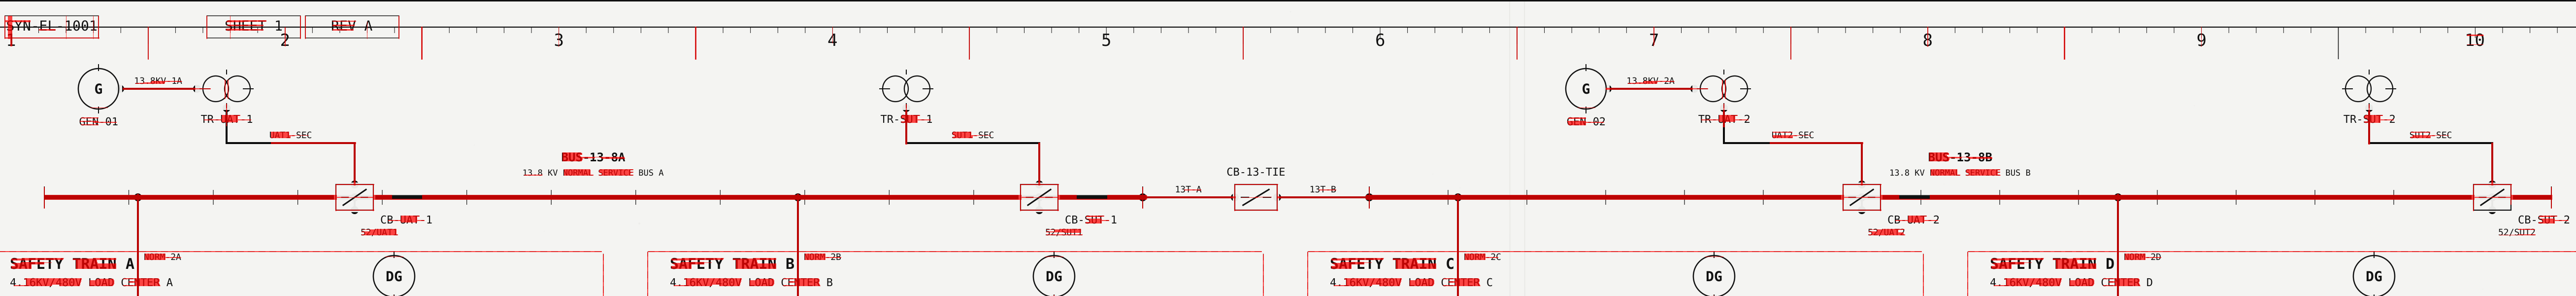 SYN-EL-1001 SHEET 1 REV A
1 2 3 4 5 6 7 8 9 10
G 13.8KV-1A G 13.8KV-2A
GEN-01 TR-UAT-1 TR-SUT-1 GEN-02 TR-UAT-2 TR-SUT-2
UAT1-SEC SUT1-SEC UAT2-SEC SUT2-SEC
BUS-13-8A BUS-13-8B
13.8 KV NORMAL SERVICE BUS A CB-13-TIE 13.8 KV NORMAL SERVICE BUS B
13T-A 13T-B
CB-UAT-1 CB-SUT-1 CB-UAT-2 CB-SUT-2
52/UAT1 52/SUT1 52/UAT2 52/SUT2
NORM-2A NORM-2B NORM-2C NORM-2D
SAFETY TRAIN A SAFETY TRAIN B SAFETY TRAIN C SAFETY TRAIN D
DG DG DG DG
4.16KV/480V LOAD CENTER A 4.16KV/480V LOAD CENTER B 4.16KV/480V LOAD CENTER C 4.16KV/480V LOAD CENTER D